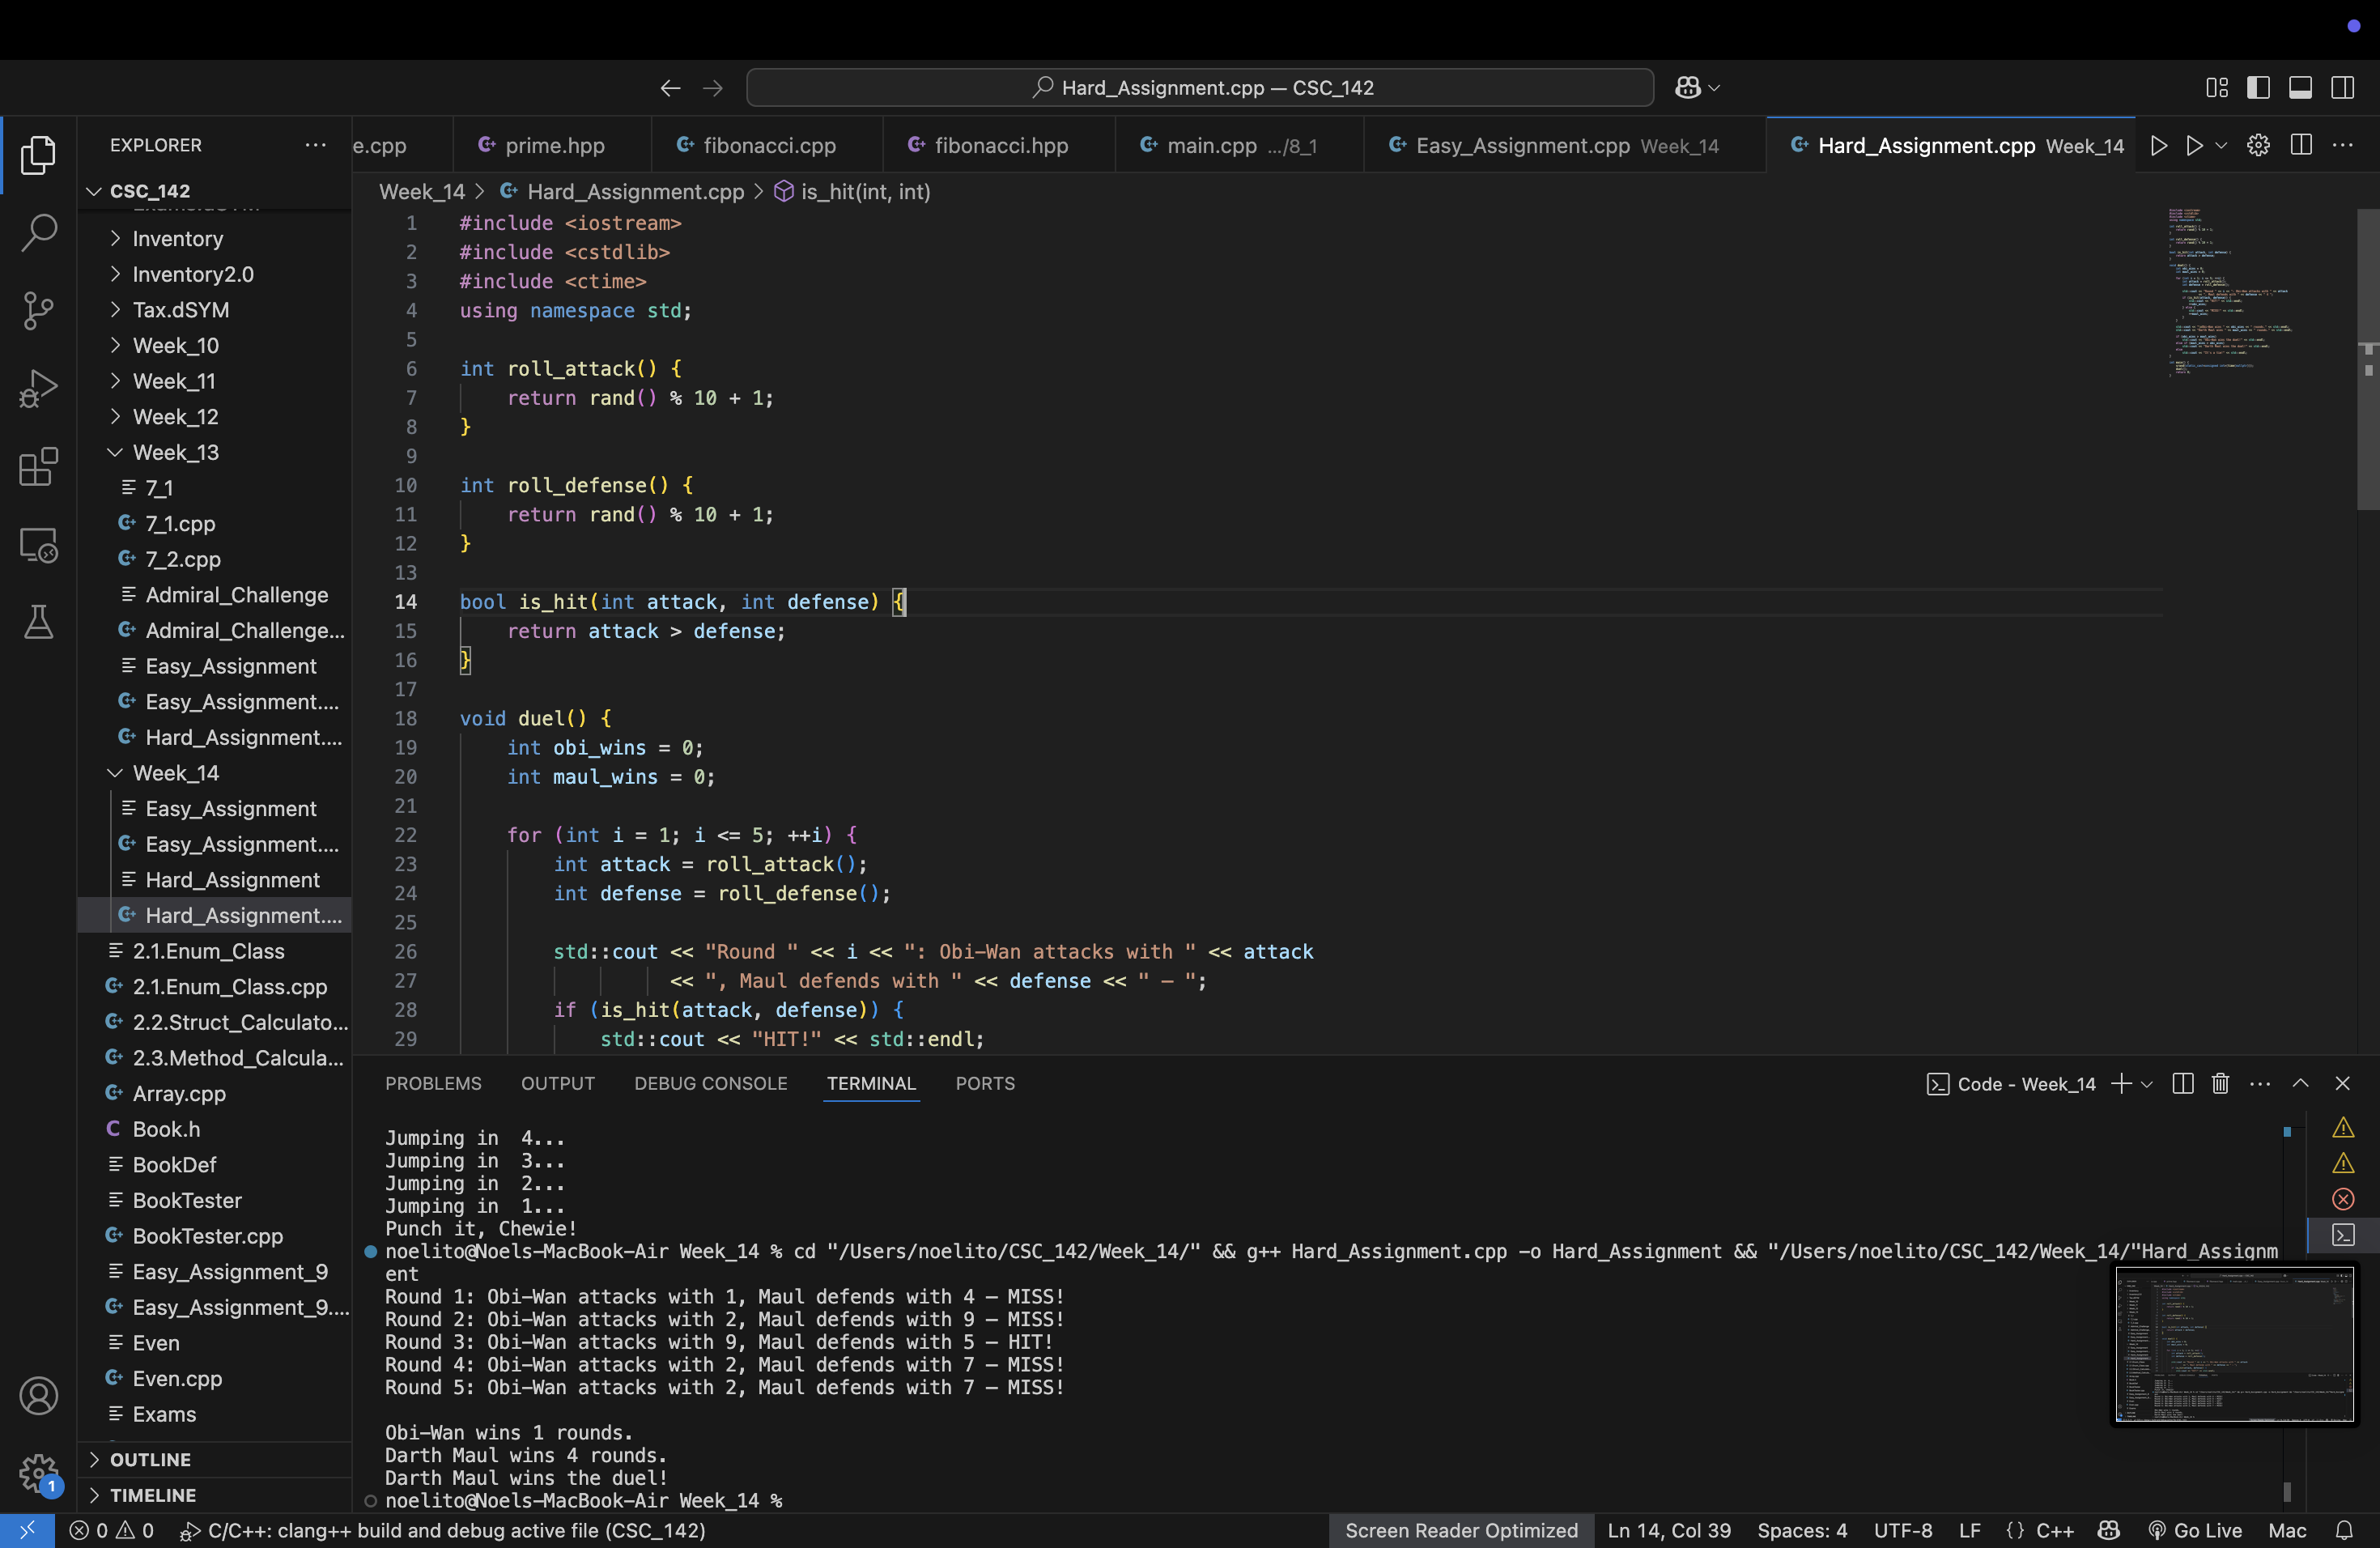 Hard_Assignment.cpp — CSC_142
EXPLORER
e.cpp
prime.hpp
fibonacci.cpp
fibonacci.hpp
main.cpp .../8_1
Easy_Assignment.cpp Week_14
Hard_Assignment.cpp Week_14
CSC_142
Inventory
Inventory2.0
Tax.dSYM
Week_10
Week_11
Week_12
Week_13
7_1
7_1.cpp
7_2.cpp
Admiral_Challenge
Admiral_Challenge...
Easy_Assignment
Easy_Assignment....
Hard_Assignment....
Week_14
Easy_Assignment
Easy_Assignment....
Hard_Assignment
Hard_Assignment....
2.1.Enum_Class
2.1.Enum_Class.cpp
2.2.Struct_Calculato...
2.3.Method_Calcula...
Array.cpp
Book.h
BookDef
BookTester
BookTester.cpp
Easy_Assignment_9
Easy_Assignment_9....
Even
Even.cpp
Exams
OUTLINE
TIMELINE
1
Week_14 > Hard_Assignment.cpp > is_hit(int, int)
1 #include <iostream>
2 #include <cstdlib>
3 #include <ctime>
4 using namespace std;
5
6 int roll_attack() {
7 return rand() % 10 + 1;
8 }
9
10 int roll_defense() {
11 return rand() % 10 + 1;
12 }
13
14 bool is_hit(int attack, int defense) {
15 return attack > defense;
16 }
17
18 void duel() {
19 int obi_wins = 0;
20 int maul_wins = 0;
21
22 for (int i = 1; i <= 5; ++i) {
23 int attack = roll_attack();
24 int defense = roll_defense();
25
26 std::cout << "Round " << i << ": Obi-Wan attacks with " << attack
27 << ", Maul defends with " << defense << " — ";
28 if (is_hit(attack, defense)) {
29 std::cout << "HIT!" << std::endl;
PROBLEMS OUTPUT DEBUG CONSOLE TERMINAL PORTS
Code - Week_14
Jumping in  4...
Jumping in  3...
Jumping in  2...
Jumping in  1...
Punch it, Chewie!
noelito@Noels-MacBook-Air Week_14 % cd "/Users/noelito/CSC_142/Week_14/" && g++ Hard_Assignment.cpp -o Hard_Assignment && "/Users/noelito/CSC_142/Week_14/"Hard_Assignm
ent
Round 1: Obi-Wan attacks with 1, Maul defends with 4 — MISS!
Round 2: Obi-Wan attacks with 2, Maul defends with 9 — MISS!
Round 3: Obi-Wan attacks with 9, Maul defends with 5 — HIT!
Round 4: Obi-Wan attacks with 2, Maul defends with 7 — MISS!
Round 5: Obi-Wan attacks with 2, Maul defends with 7 — MISS!
Obi-Wan wins 1 rounds.
Darth Maul wins 4 rounds.
Darth Maul wins the duel!
noelito@Noels-MacBook-Air Week_14 %
0 0 C/C++: clang++ build and debug active file (CSC_142)
Screen Reader Optimized Ln 14, Col 39 Spaces: 4 UTF-8 LF {} C++ Go Live Mac